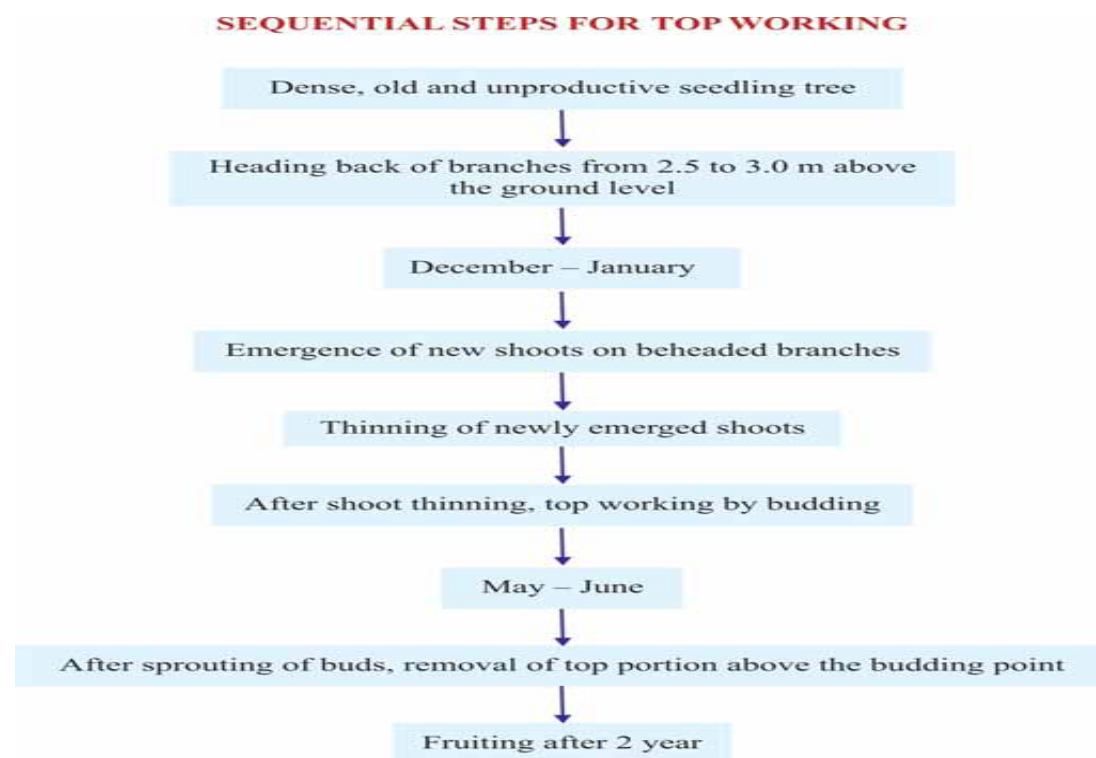 SEQUENTIAL STEPS FOR TOP WORKING
Dense, old and unproductive seedling tree
Heading back of branches from 2.5 to 3.0 m above
the ground level
December – January
Emergence of new shoots on beheaded branches
Thinning of newly emerged shoots
After shoot thinning, top working by budding
May – June
After sprouting of buds, removal of top portion above the budding point
Fruiting after 2 year